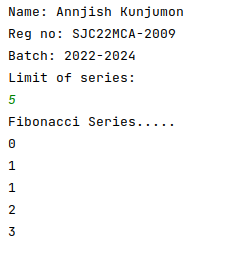 Name: Annjish Kunjumon
Reg no: SJC22MCA-2009
Batch: 2022-2024
Limit of series:
5
Fibonacci Series.....
0
1
1
2
3